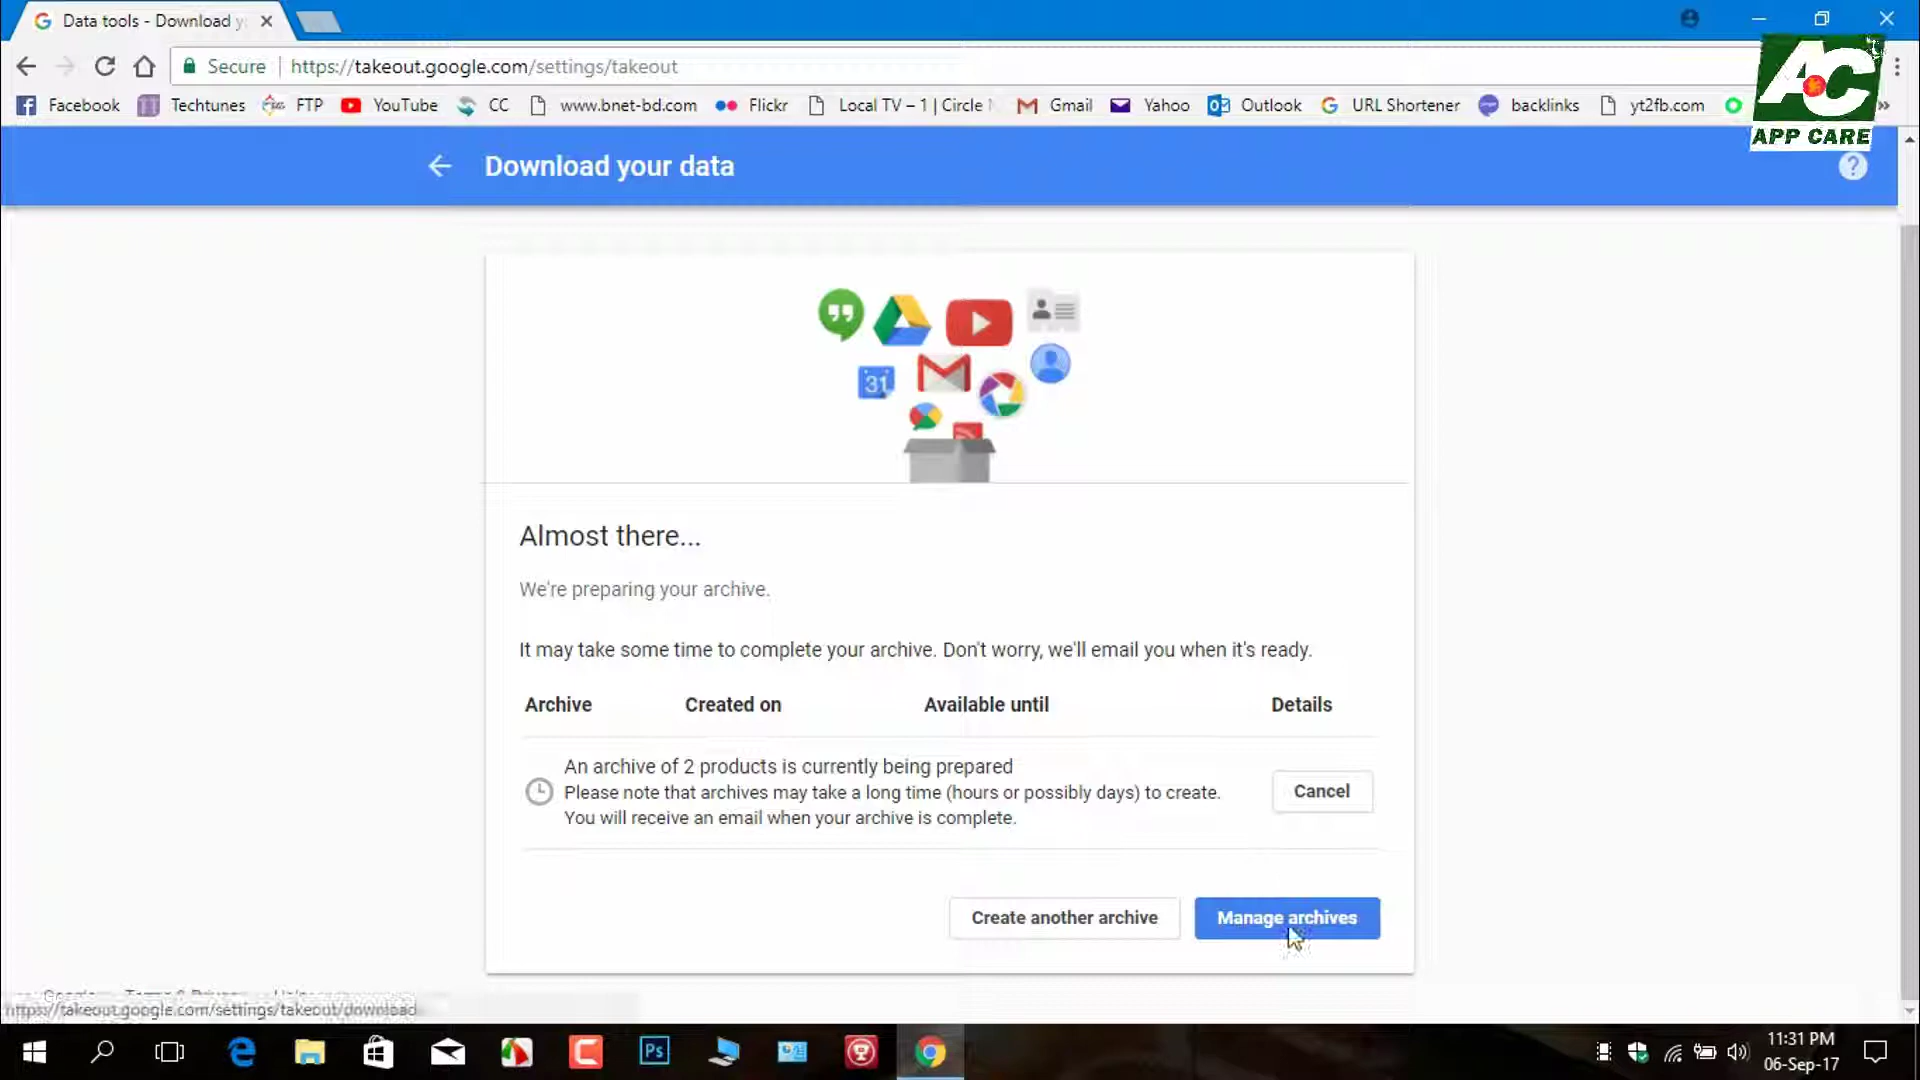 Data tools - Download y
Secure https://takeout.google.com/settings/takeout
Facebook Techtunes FTP YouTube CC www.bnet-bd.com Flickr Local TV – 1 | Circle Gmail Yahoo Outlook URL Shortener backlinks yt2fb.com »
AC
APP CARE
Download your data
?
31
Almost there...
We're preparing your archive.
It may take some time to complete your archive. Don't worry, we'll email you when it's ready.
Archive Created on Available until Details
An archive of 2 products is currently being prepared
Please note that archives may take a long time (hours or possibly days) to create.
You will receive an email when your archive is complete.
Cancel
Create another archive Manage archives
https://takeout.google.com/settings/takeout/download
Ps
11:31 PM
06-Sep-17